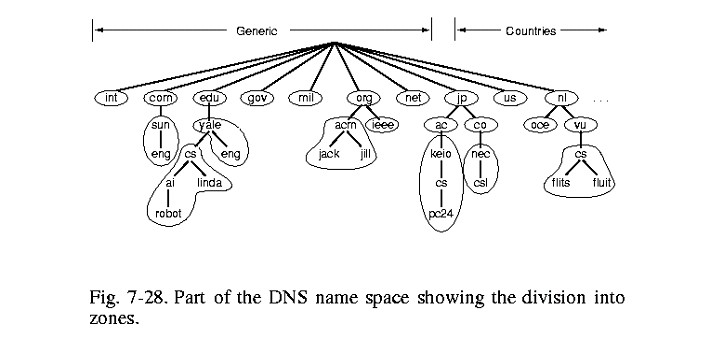 Generic Countries
int com edu gov mil org net jp us nl ...
sun yale acm ieee ac co oce vu
eng cs eng jack jill keio nec cs
ai linda cs csl flits fluit
robot pc24
Fig. 7-28. Part of the DNS name space showing the division into
zones.